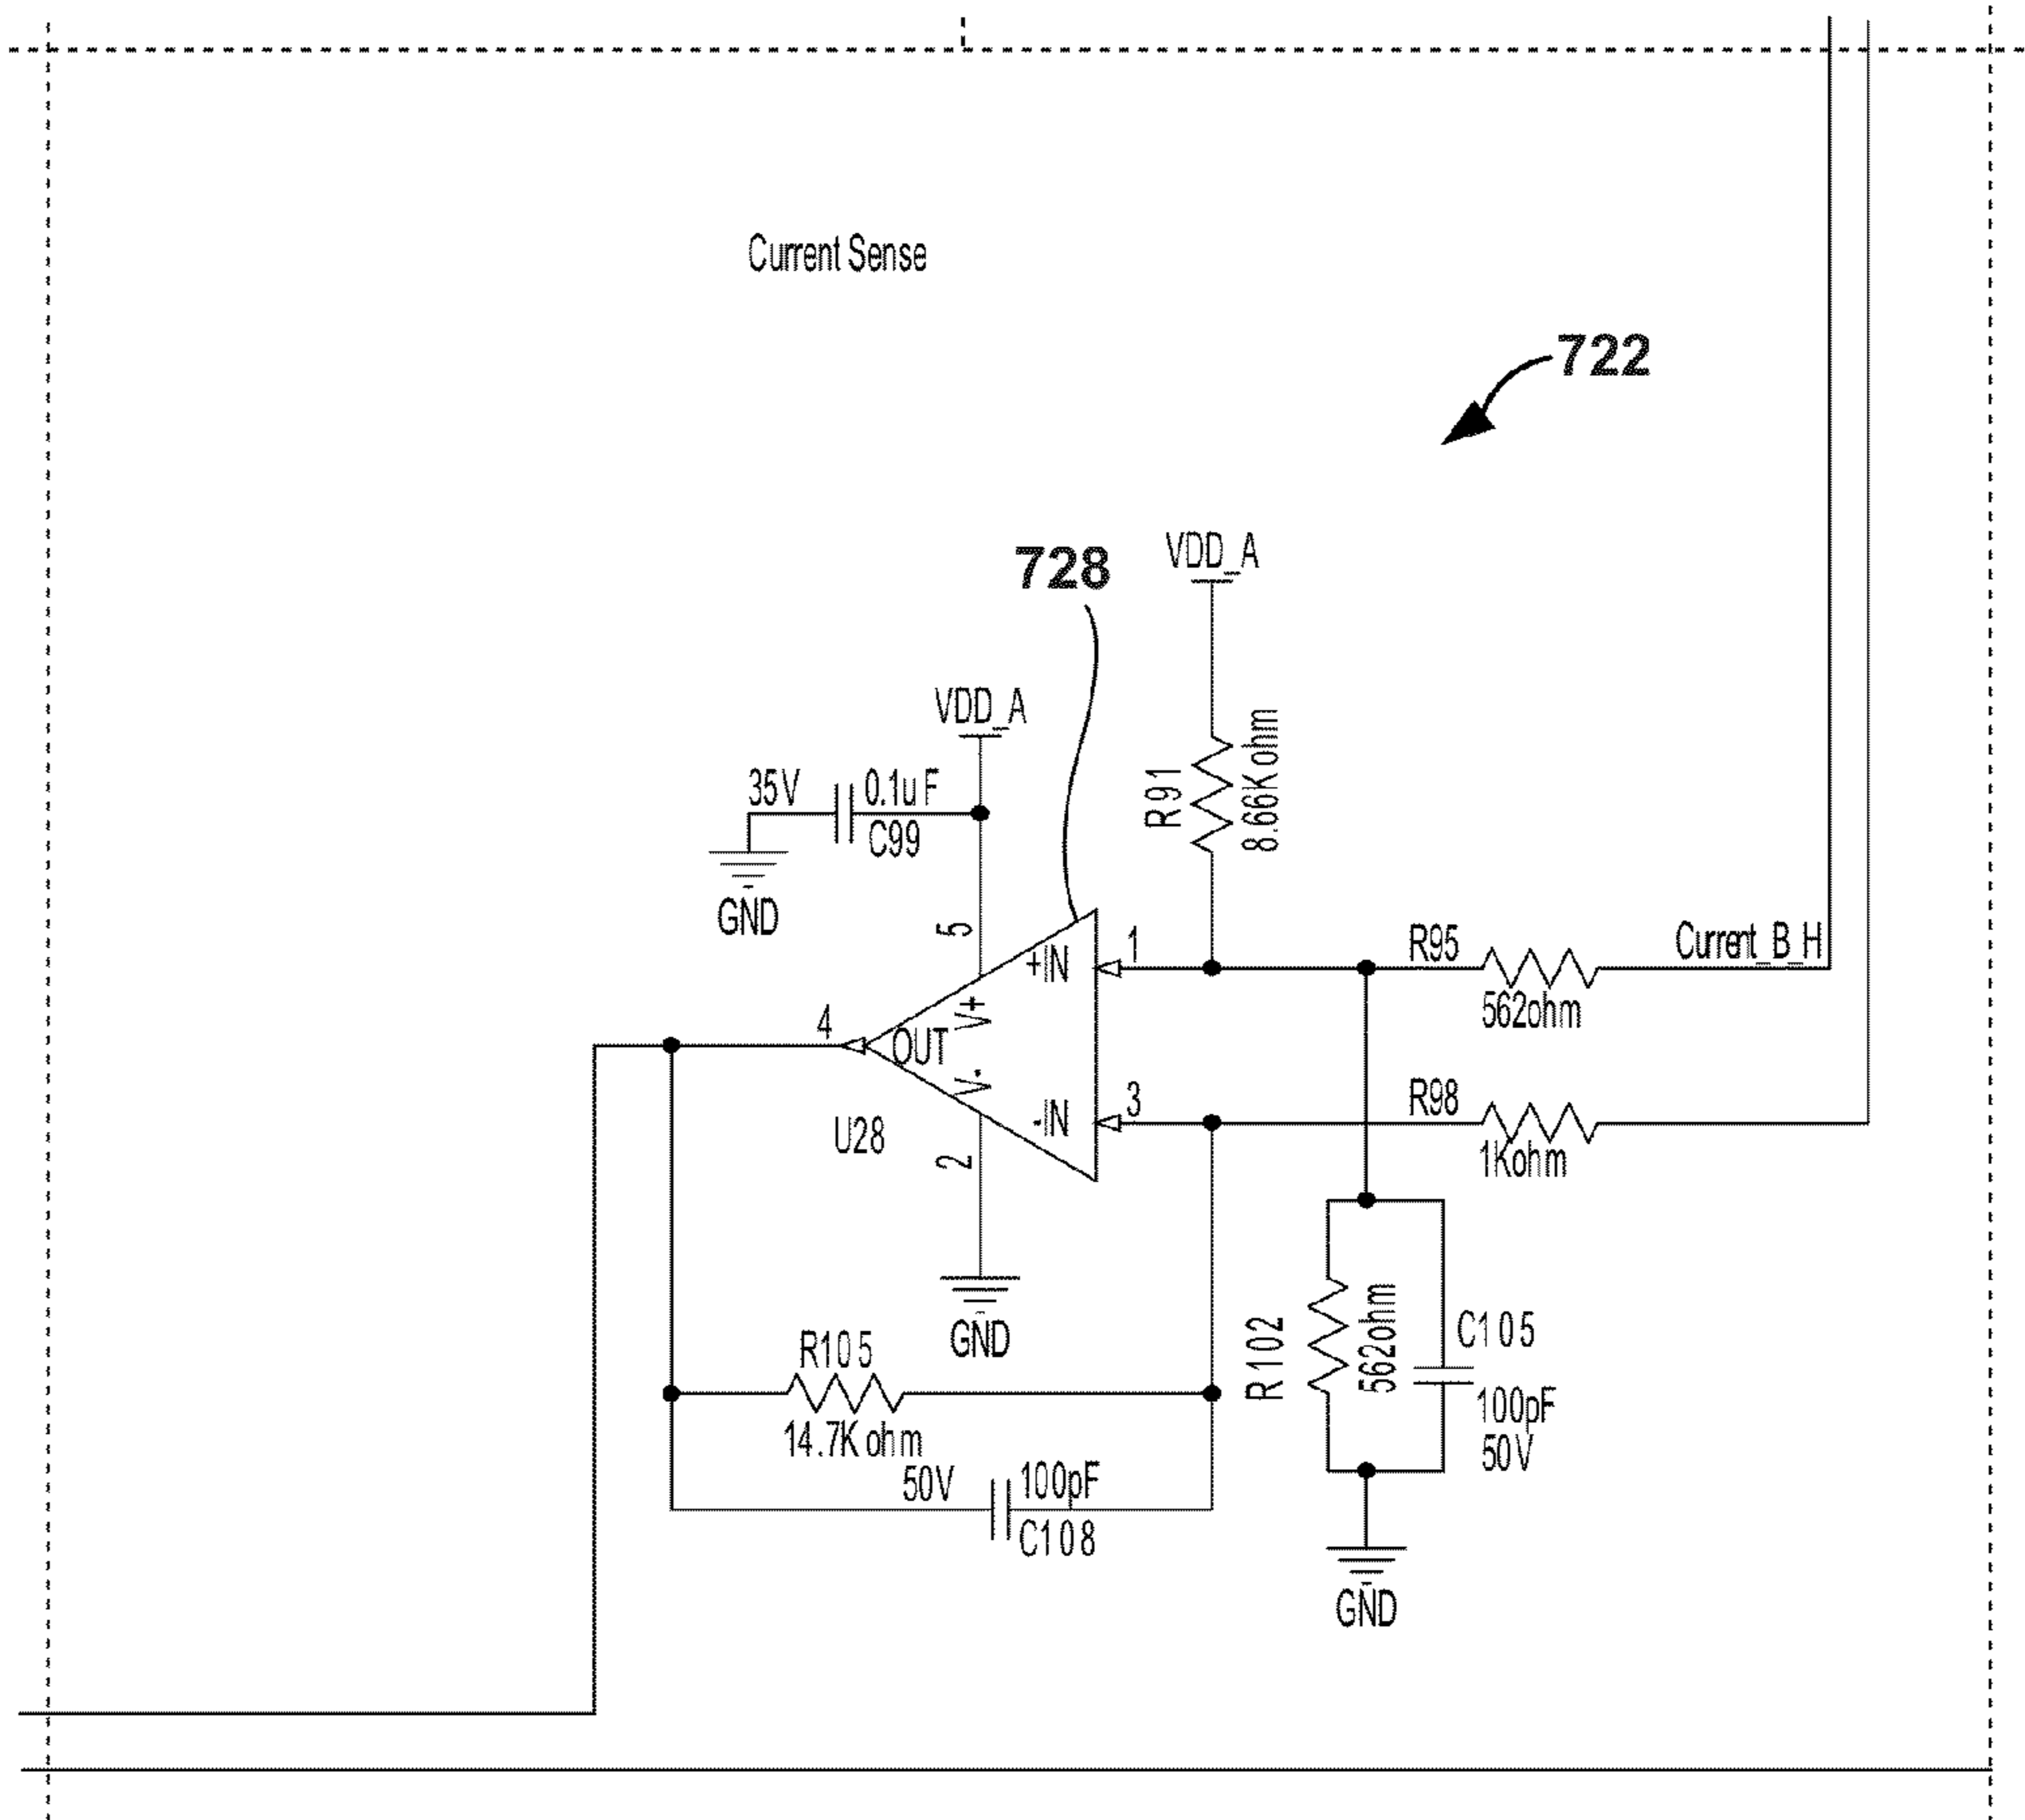 Current Sense
722
728
VDD_A
VDD_A
R91
8.66Kohm
35V
0.1uF
C99
GND
5
+IN
1
R95
562ohm
Current_B_H
4
OUT
V+
V-
-IN
3
R98
1Kohm
U28
2
GND
R105
14.7Kohm
50V
100pF
C108
R102
562ohm
C105
100pF
50V
GND